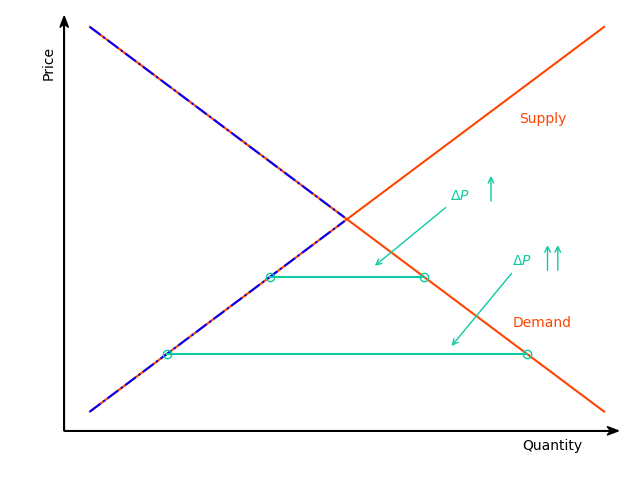 Price
Supply
ΔP
ΔP
Demand
Quantity